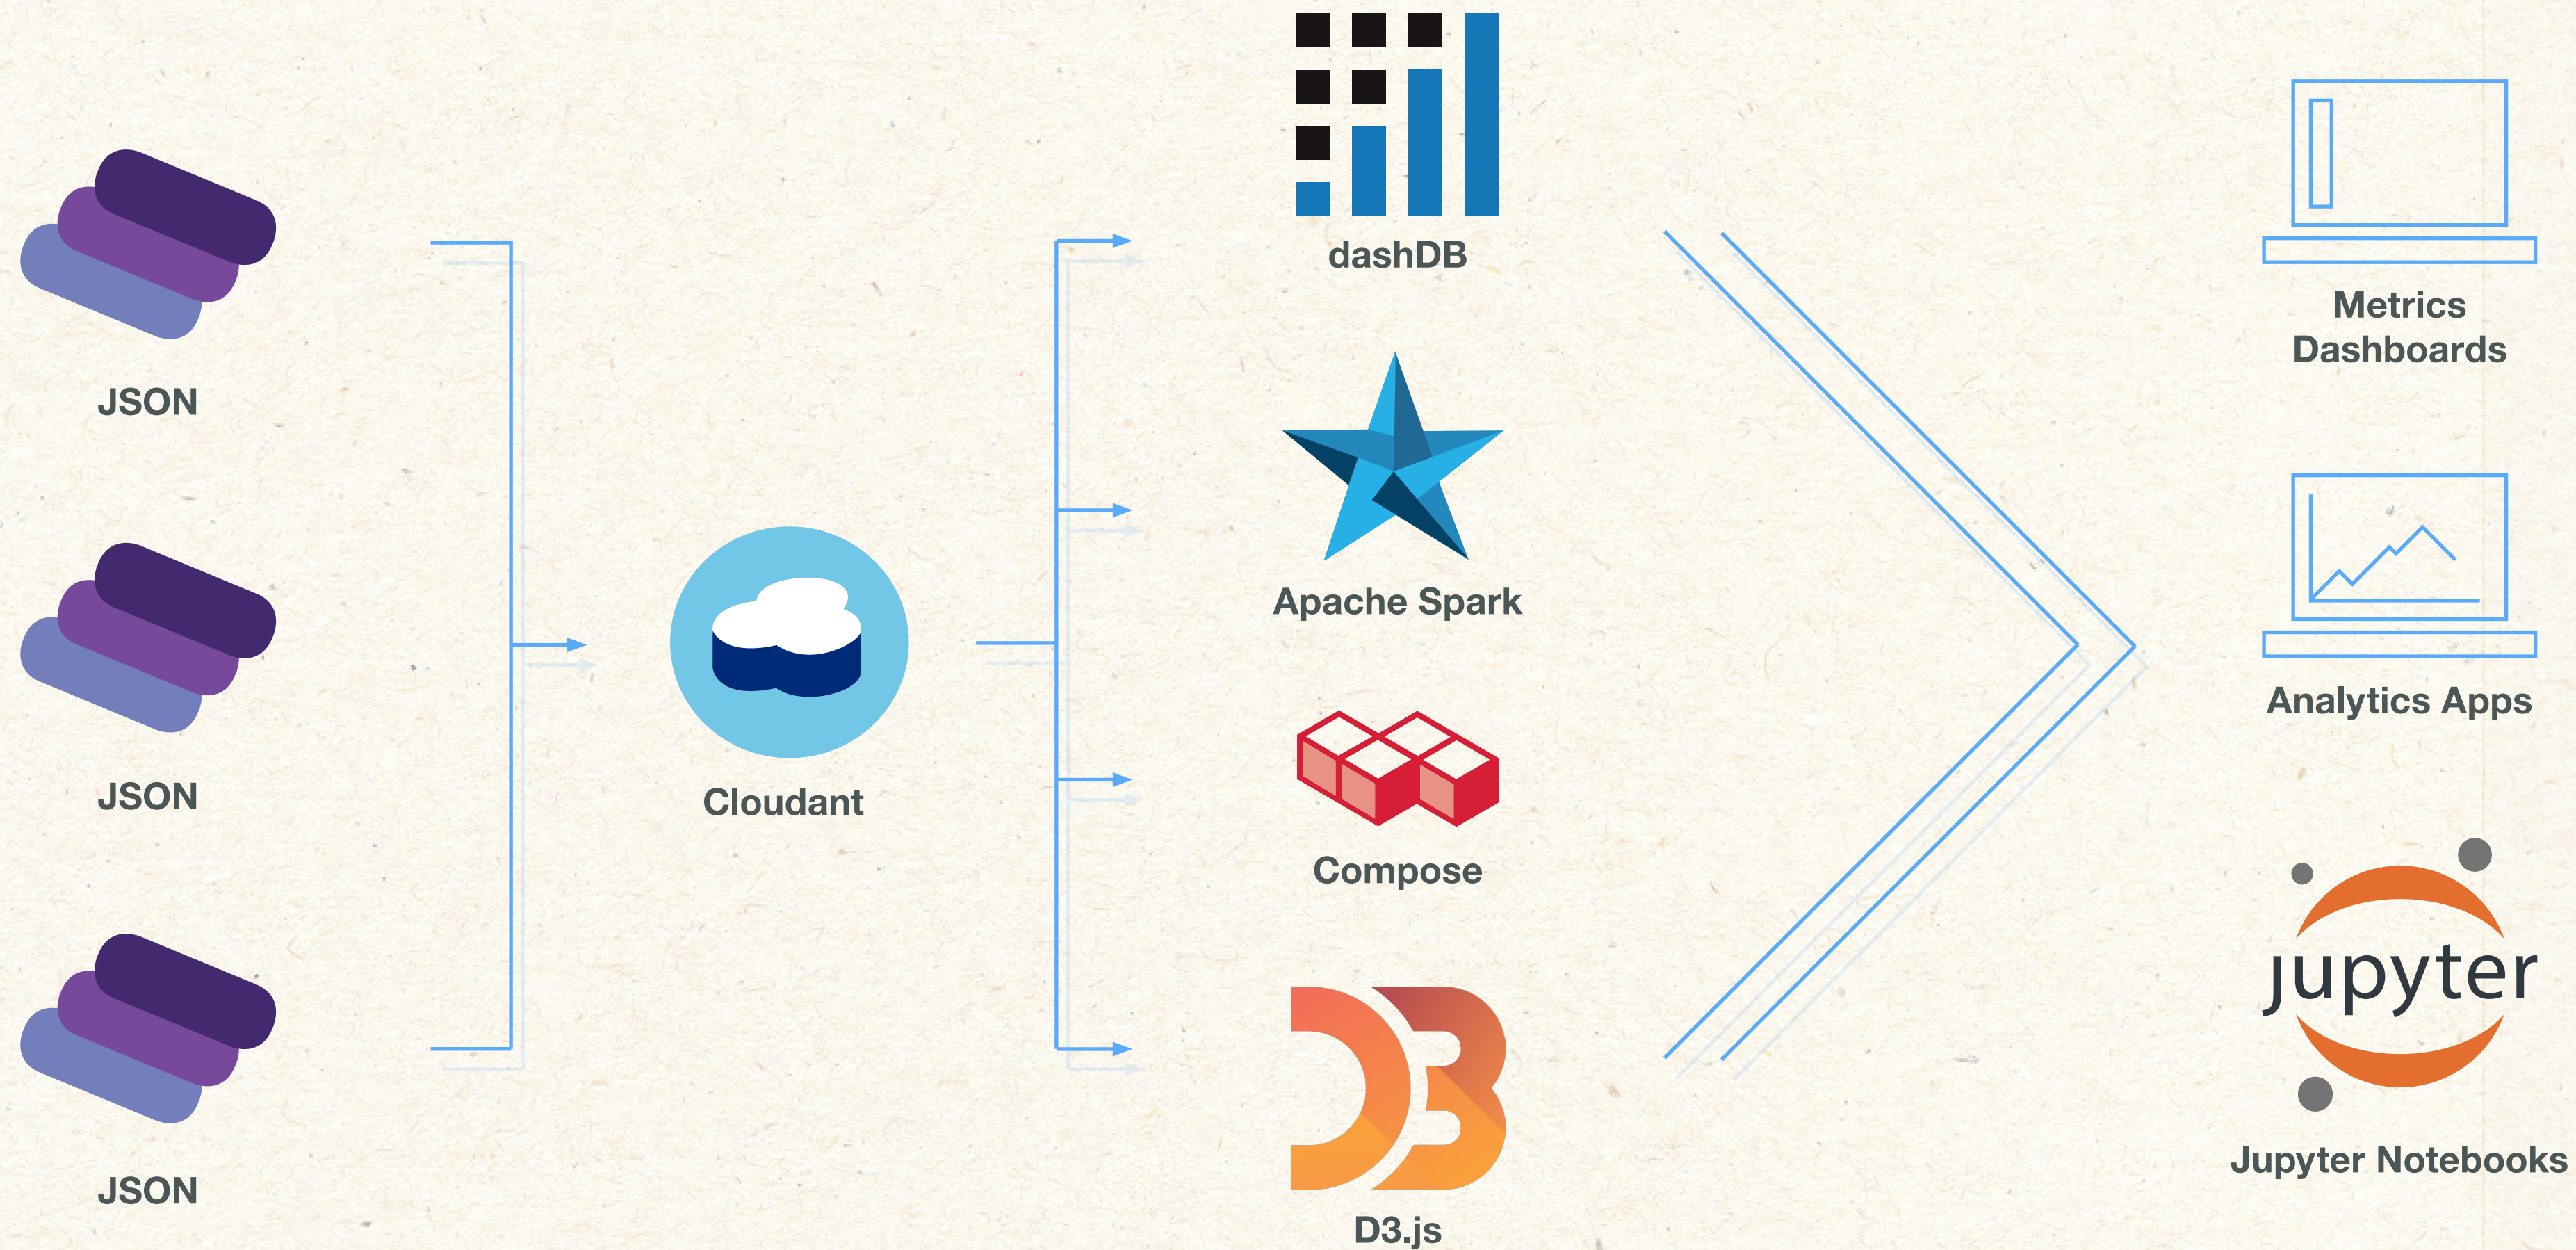 JSON
JSON
JSON
Cloudant
dashDB
Apache Spark
Compose
D3.js
Metrics
Dashboards
Analytics Apps
jupyter
Jupyter Notebooks